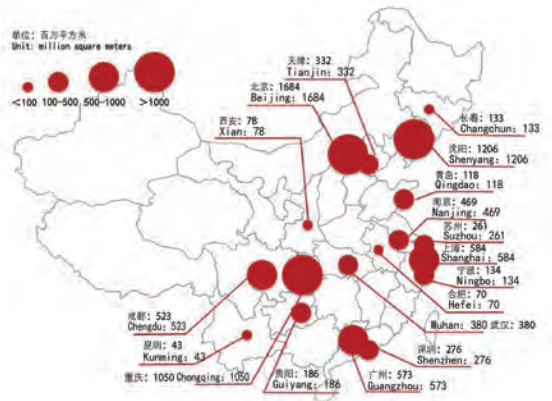 单位：百万平方米
Unit: million square meters
<100 100-500 500-1000 >1000
天津：332
Tianjin：332
北京：1684
Beijing：1684
西安：78
Xian：78
长春：133
Changchun：133
沈阳：1206
Shenyang：1206
青岛：118
Qingdao：118
南京：469
Nanjing：469
苏州：261
Suzhou：261
上海：584
Shanghai：584
宁波：134
Ningbo：134
合肥：70
Hefei：70
Wuhan：380 武汉：380
成都：523
Chengdu：523
昆明：43
Kunming：43
重庆：1050 Chongqing：1050
贵阳：186
Guiyang：186
深圳：276
Shenzhen：276
广州：573
Guangzhou：573